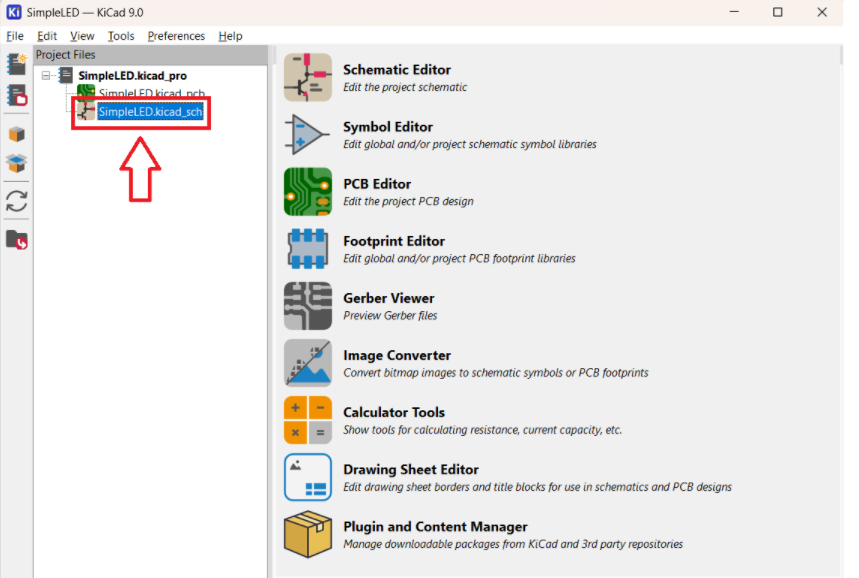 Ki SimpleLED — KiCad 9.0
File Edit View Tools Preferences Help
Project Files
SimpleLED.kicad_pro
SimpleLED.kicad_pcb
SimpleLED.kicad_sch
Schematic Editor
Edit the project schematic
Symbol Editor
Edit global and/or project schematic symbol libraries
PCB Editor
Edit the project PCB design
Footprint Editor
Edit global and/or project PCB footprint libraries
Gerber Viewer
Preview Gerber files
Image Converter
Convert bitmap images to schematic symbols or PCB footprints
Calculator Tools
Show tools for calculating resistance, current capacity, etc.
Drawing Sheet Editor
Edit drawing sheet borders and title blocks for use in schematics and PCB designs
Plugin and Content Manager
Manage downloadable packages from KiCad and 3rd party repositories